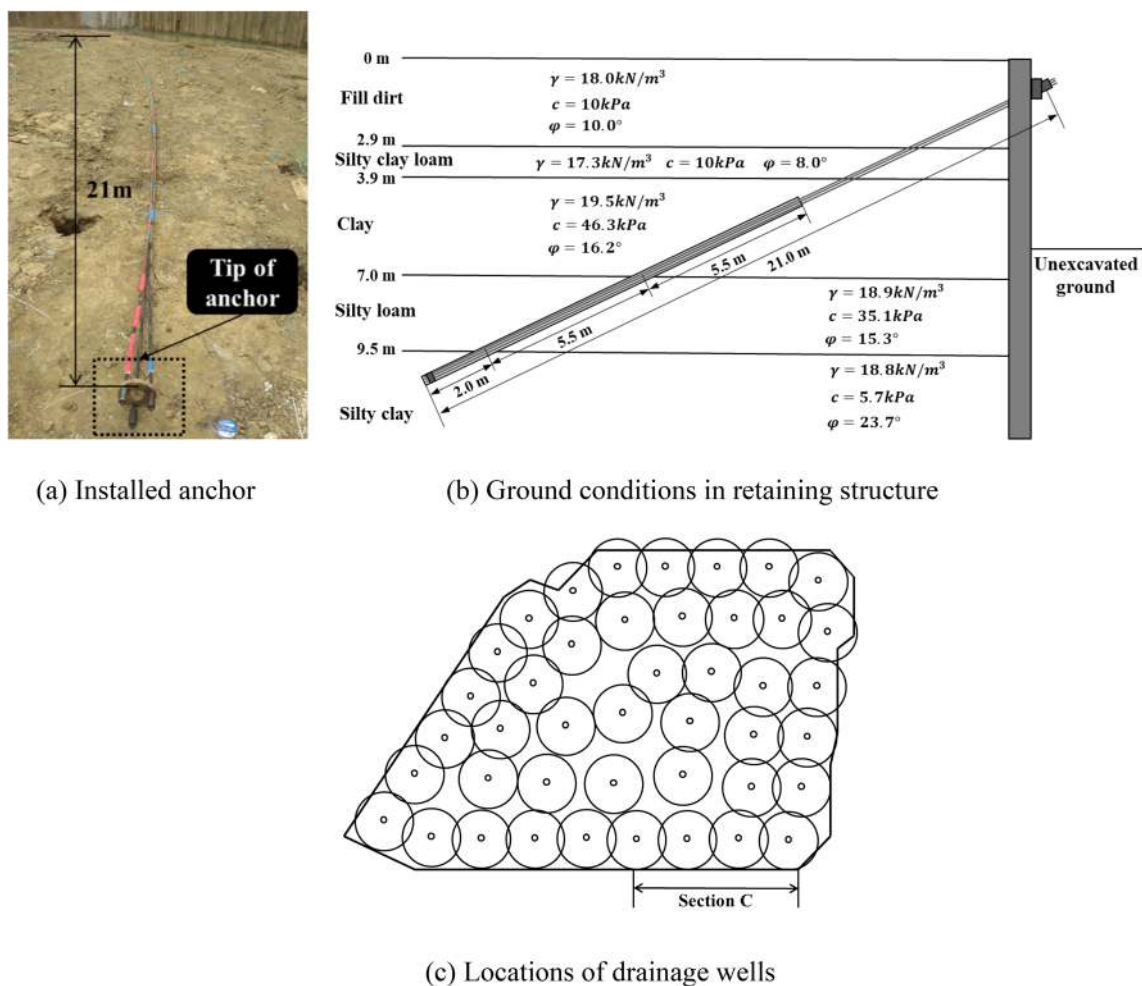 21m
Tip of
anchor
(a) Installed anchor
0 m
Fill dirt
γ = 18.0kN/m³
c = 10kPa
φ = 10.0°
2.9 m
Silty clay loam
γ = 17.3kN/m³ c = 10kPa φ = 8.0°
3.9 m
Clay
γ = 19.5kN/m³
c = 46.3kPa
φ = 16.2°
5.5 m
21.0 m
Unexcavated
ground
7.0 m
Silty loam
γ = 18.9kN/m³
c = 35.1kPa
φ = 15.3°
5.5 m
9.5 m
2.0 m
Silty clay
γ = 18.8kN/m³
c = 5.7kPa
φ = 23.7°
(b) Ground conditions in retaining structure
Section C
(c) Locations of drainage wells